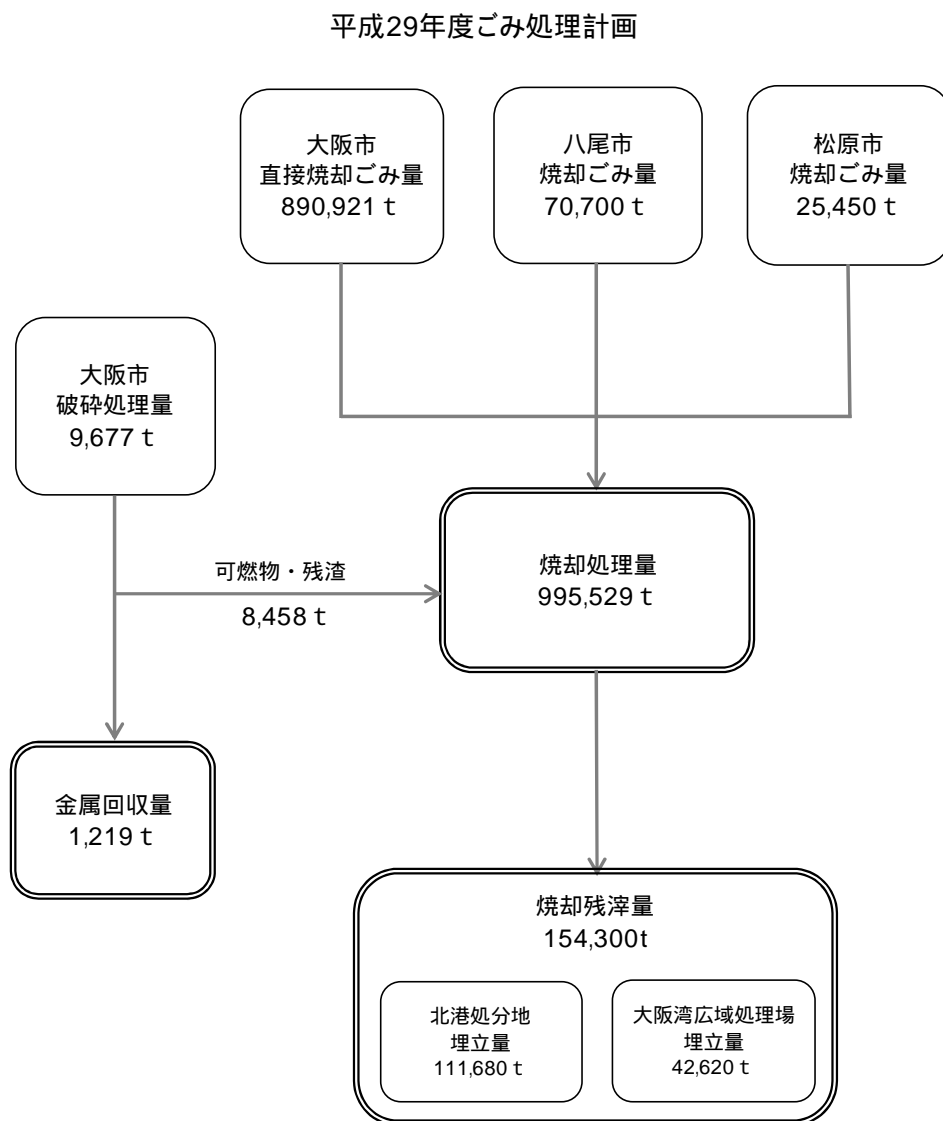 平成29年度ごみ処理計画
大阪市
直接焼却ごみ量
890,921 t
八尾市
焼却ごみ量
70,700 t
松原市
焼却ごみ量
25,450 t
大阪市
破砕処理量
9,677 t
可燃物・残渣
8,458 t
焼却処理量
995,529 t
金属回収量
1,219 t
焼却残滓量
154,300t
北港処分地
埋立量
111,680 t
大阪湾広域処理場
埋立量
42,620 t